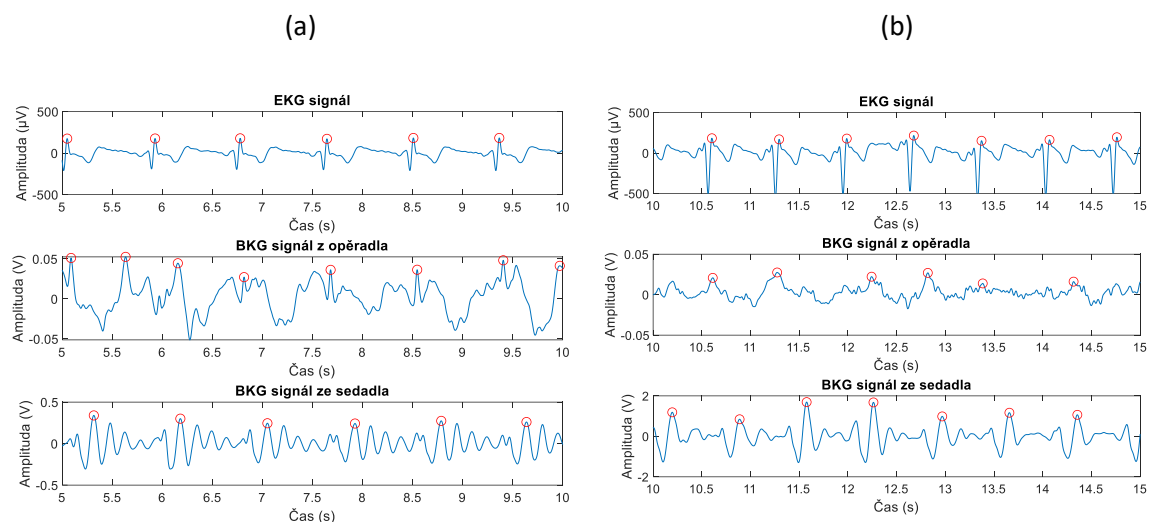 (a)
EKG signál
Amplituda (µV)
500
0
-500
5 5.5 6 6.5 7 7.5 8 8.5 9 9.5 10
Čas (s)
BKG signál z opěradla
Amplituda (V)
0.05
0
-0.05
5 5.5 6 6.5 7 7.5 8 8.5 9 9.5 10
Čas (s)
BKG signál ze sedadla
Amplituda (V)
0.5
0
-0.5
5 5.5 6 6.5 7 7.5 8 8.5 9 9.5 10
Čas (s)
(b)
EKG signál
Amplituda (µV)
500
0
-500
10 10.5 11 11.5 12 12.5 13 13.5 14 14.5 15
Čas (s)
BKG signál z opěradla
Amplituda (V)
0.05
0
-0.05
10 10.5 11 11.5 12 12.5 13 13.5 14 14.5 15
Čas (s)
BKG signál ze sedadla
Amplituda (V)
2
0
-2
10 10.5 11 11.5 12 12.5 13 13.5 14 14.5 15
Čas (s)